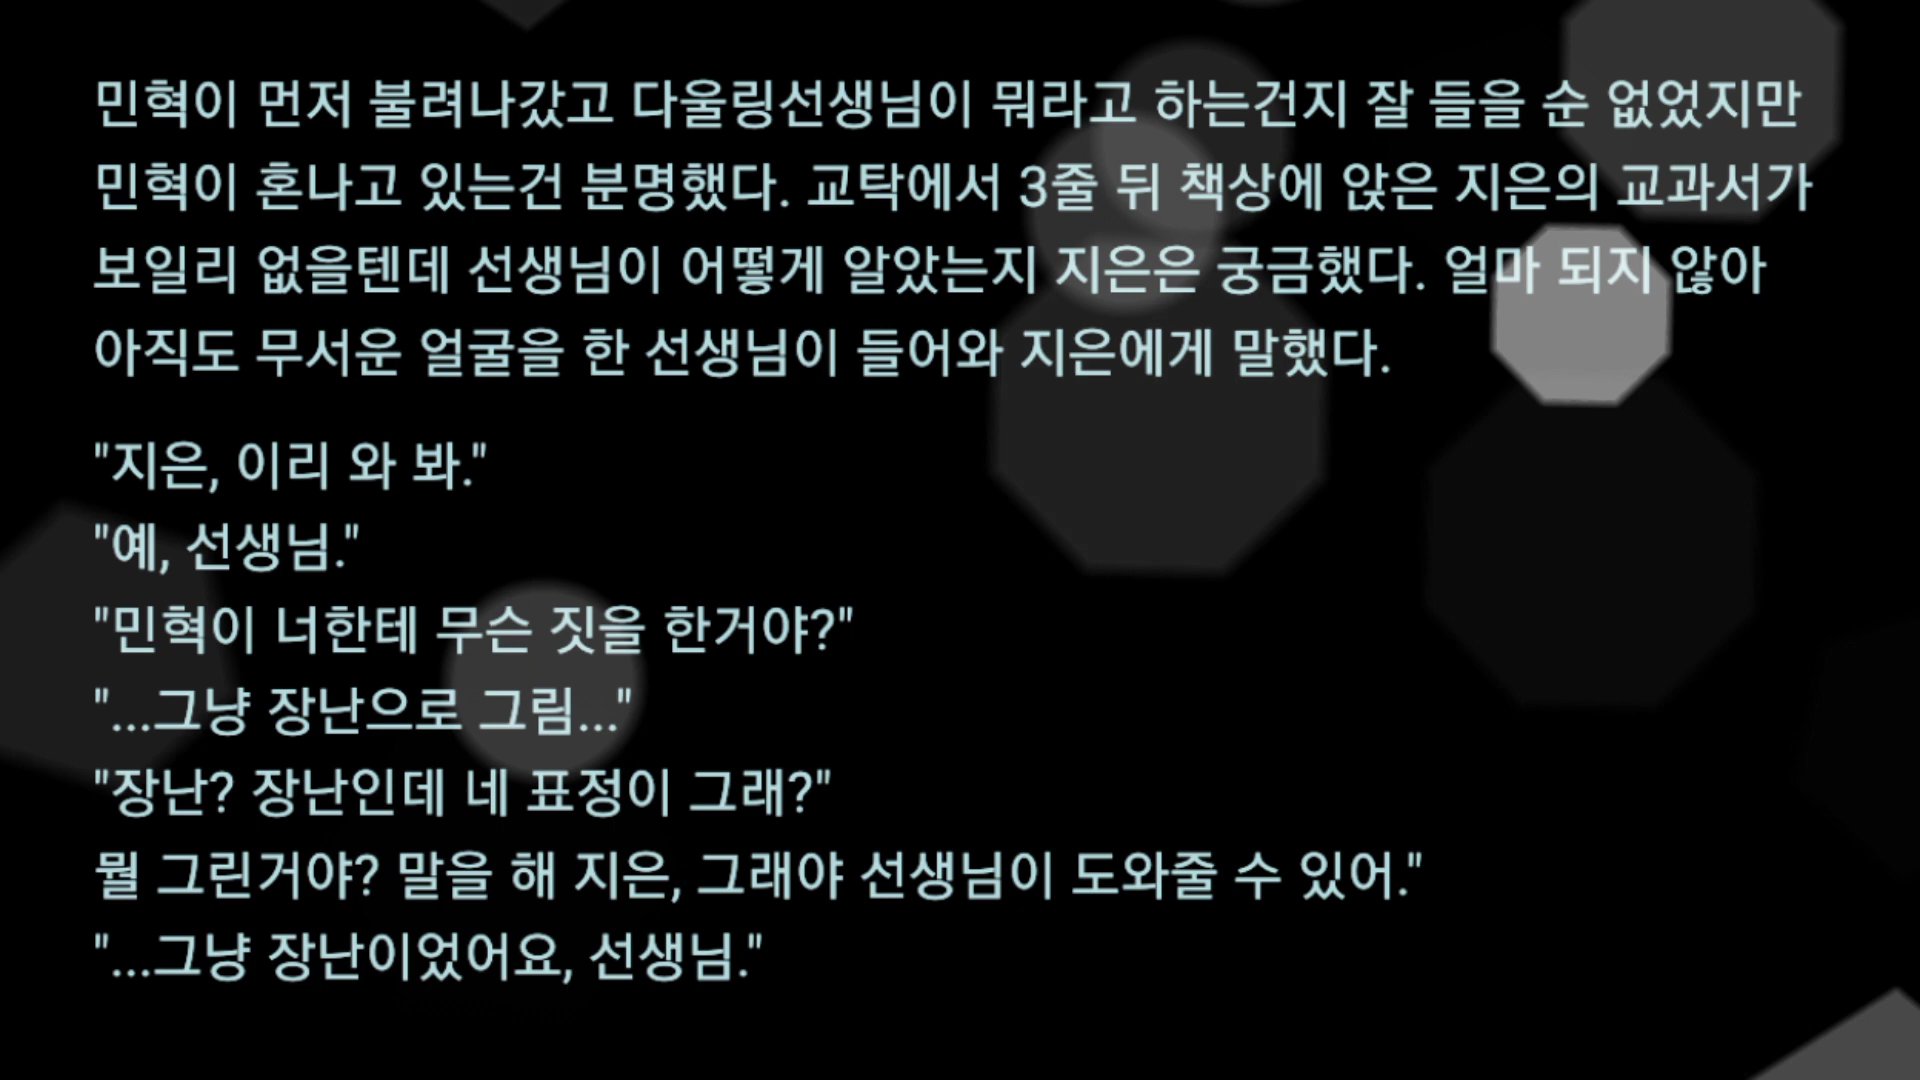 민혁이 먼저 불려나갔고 다울링선생님이 뭐라고 하는건지 잘 들을 순 없었지만
민혁이 혼나고 있는건 분명했다. 교탁에서 3줄 뒤 책상에 앉은 지은의 교과서가
보일리 없을텐데 선생님이 어떻게 알았는지 지은은 궁금했다. 얼마 되지 않아
아직도 무서운 얼굴을 한 선생님이 들어와 지은에게 말했다.
"지은, 이리 와 봐."
"예, 선생님."
"민혁이 너한테 무슨 짓을 한거야?"
"...그냥 장난으로 그림..."
"장난? 장난인데 네 표정이 그래?"
뭘 그린거야? 말을 해 지은, 그래야 선생님이 도와줄 수 있어."
"...그냥 장난이었어요, 선생님."